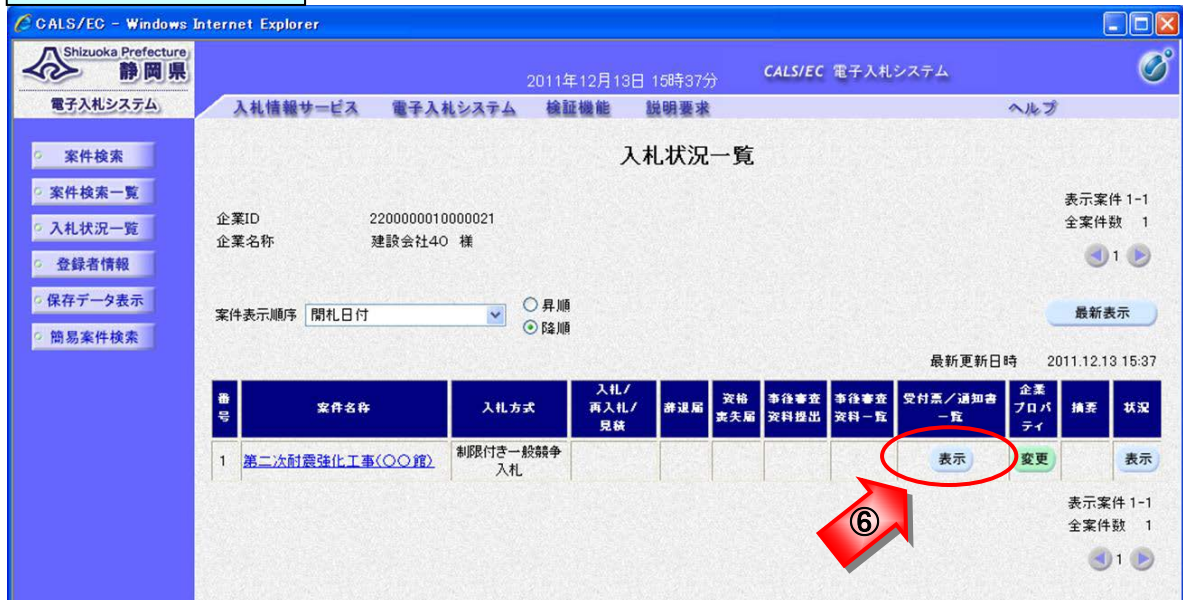 CALS/EC - Windows Internet Explorer
Shizuoka Prefecture
静岡県
電子入札システム
2011年12月13日 15時37分
CALS/EC 電子入札システム
入札情報サービス 電子入札システム 検証機能 説明要求 ヘルプ
案件検索
案件検索一覧
入札状況一覧
登録者情報
保存データ表示
簡易案件検索
入札状況一覧
表示案件 1-1
全案件数 1
1
企業ID 2200000010000021
企業名称 建設会社40 様
案件表示順序 開札日付
昇順
降順
最新表示
最新更新日時 2011.12.13 15:37
番号 案件名称 入札方式 入札/再入札/見積 辞退届 資格喪失届 事後審査資料提出 事後審査資料一覧 受付票/通知書一覧 企業プロパティ 摘要 状況
1 第二次耐震強化工事(〇〇館) 制限付き一般競争入札 表示 変更 表示
⑥
表示案件 1-1
全案件数 1
1